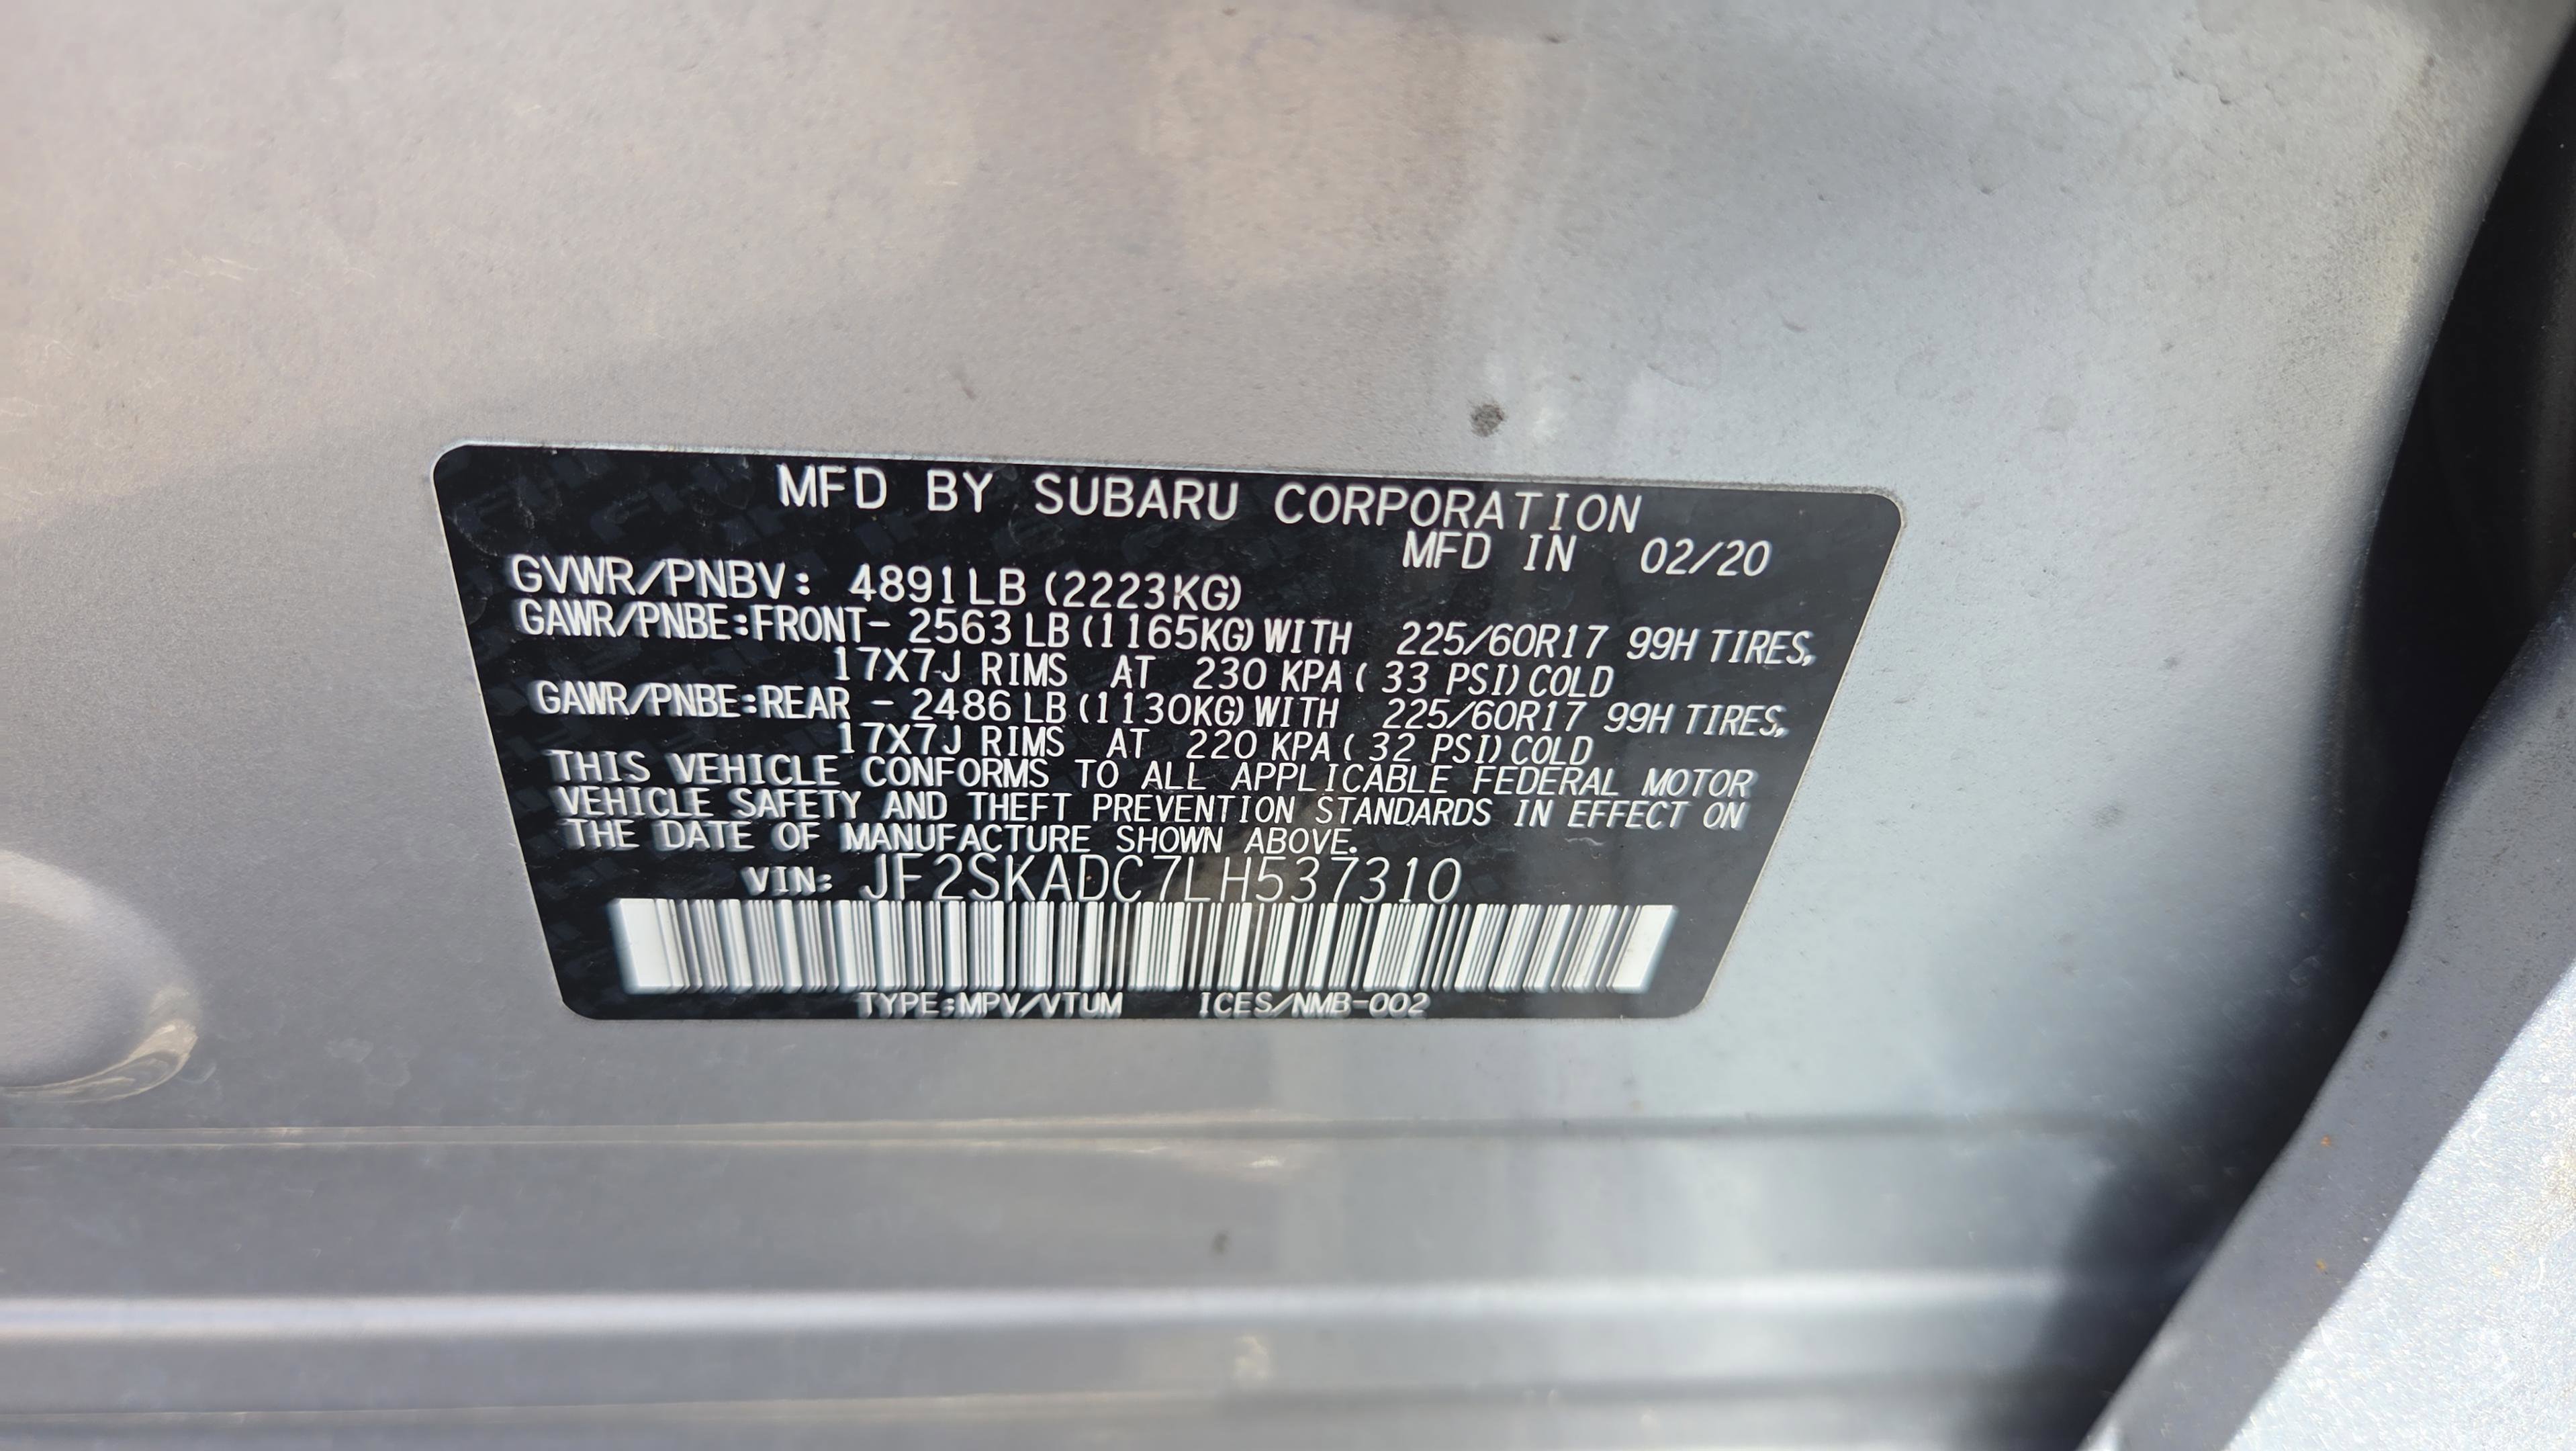 MFD BY SUBARU CORPORATION
MFD IN 02/20
GVWR/PNBV: 4891LB (2223KG)
GAWR/PNBE:FRONT- 2563 LB (1165KG) WITH 225/60R17 99H TIRES,
17X7J RIMS AT 230 KPA ( 33 PSI) COLD
GAWR/PNBE:REAR - 2486 LB (1130KG) WITH 225/60R17 99H TIRES,
17X7J RIMS AT 220 KPA ( 32 PSI) COLD
THIS VEHICLE CONFORMS TO ALL APPLICABLE FEDERAL MOTOR
VEHICLE SAFETY AND THEFT PREVENTION STANDARDS IN EFFECT ON
THE DATE OF MANUFACTURE SHOWN ABOVE.
VIN: JF2SKADC7LH537310
TYPE:MPV/VTUM ICES/NMB-002